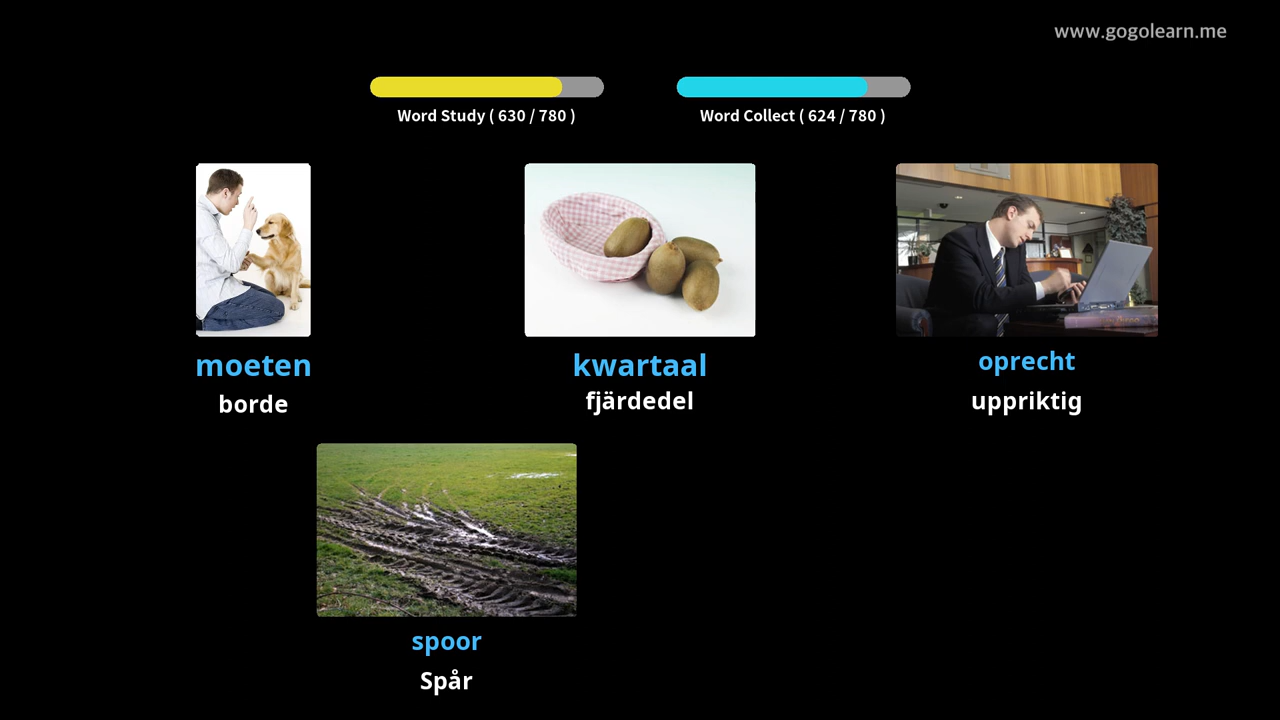 www.gogolearn.me
Word Study ( 630 / 780 )
Word Collect ( 624 / 780 )
moeten
borde
kwartaal
fjärdedel
oprecht
uppriktig
spoor
Spår